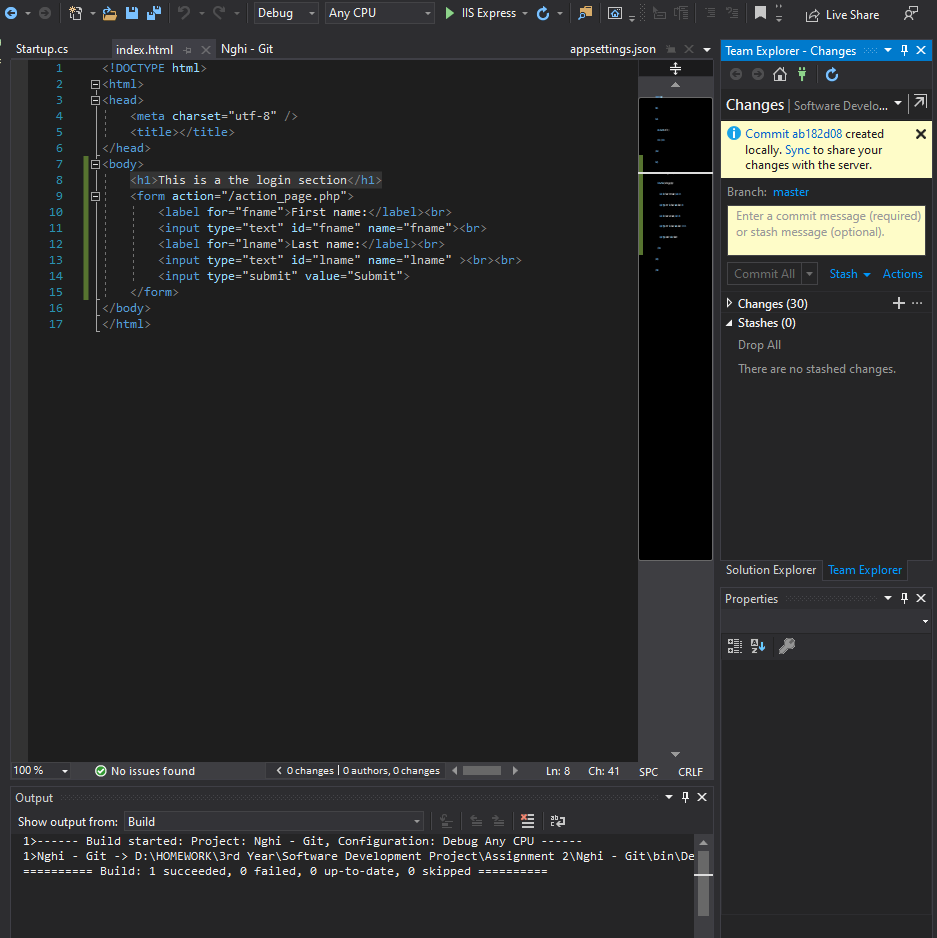 Debug Any CPU IIS Express Live Share
Startup.cs index.html Nghi - Git appsettings.json
1 <!DOCTYPE html>
2 <html>
3 <head>
4 <meta charset="utf-8" />
5 <title></title>
6 </head>
7 <body>
8 <h1>This is a the login section</h1>
9 <form action="/action_page.php">
10 <label for="fname">First name:</label><br>
11 <input type="text" id="fname" name="fname"><br>
12 <label for="lname">Last name:</label><br>
13 <input type="text" id="lname" name="lname" ><br><br>
14 <input type="submit" value="Submit">
15 </form>
16 </body>
17 </html>
100 % No issues found 0 changes | 0 authors, 0 changes Ln: 8 Ch: 41 SPC CRLF
Output
Show output from: Build
1>------ Build started: Project: Nghi - Git, Configuration: Debug Any CPU ------
1>Nghi - Git -> D:\HOMEWORK\3rd Year\Software Development Project\Assignment 2\Nghi - Git\bin\De
========== Build: 1 succeeded, 0 failed, 0 up-to-date, 0 skipped ==========
Team Explorer - Changes
Changes | Software Develo...
Commit ab182d08 created
locally. Sync to share your
changes with the server.
Branch: master
Enter a commit message (required)
or stash message (optional).
Commit All Stash Actions
Changes (30)
Stashes (0)
Drop All
There are no stashed changes.
Solution Explorer Team Explorer
Properties